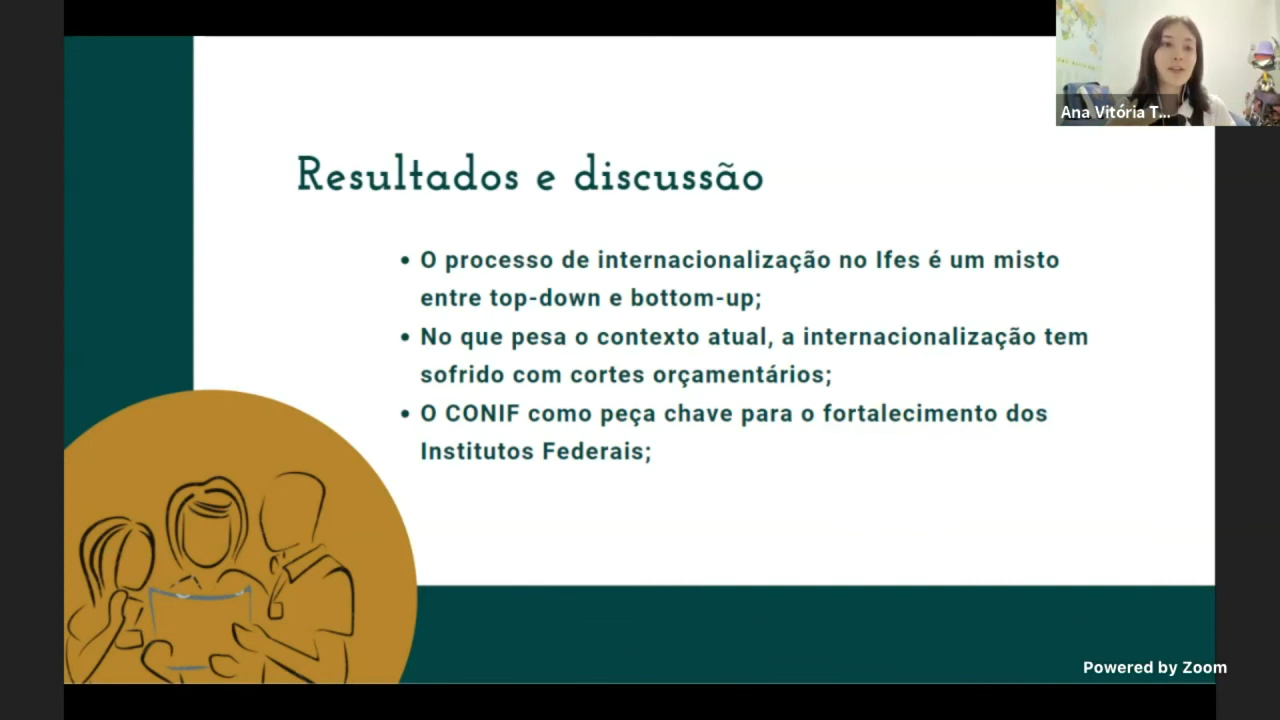 Ana Vitória T...
Resultados e discussão
• O processo de internacionalização no Ifes é um misto
entre top-down e bottom-up;
• No que pesa o contexto atual, a internacionalização tem
sofrido com cortes orçamentários;
• O CONIF como peça chave para o fortalecimento dos
Institutos Federais;
Powered by Zoom